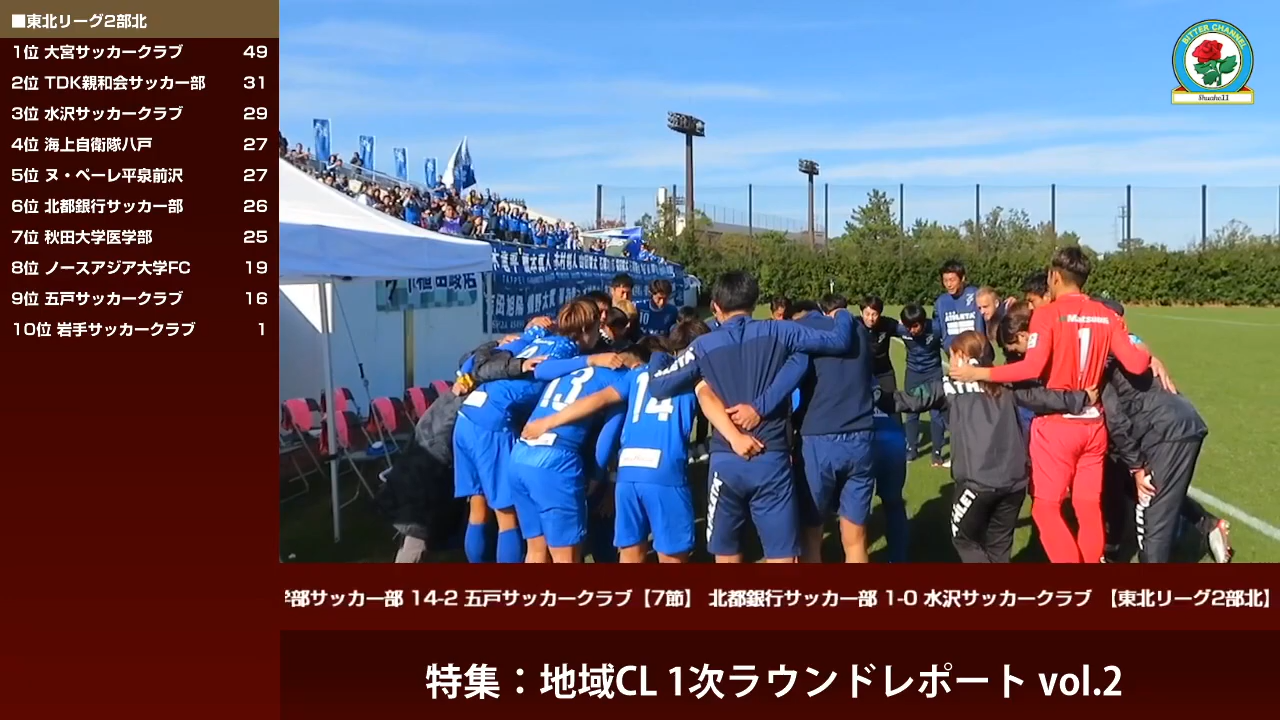 ■東北リーグ2部北
1位 大宮サッカークラブ 49
2位 TDK親和会サッカー部 31
3位 水沢サッカークラブ 29
4位 海上自衛隊八戸 27
5位 ヌ・ペーレ平泉前沢 27
6位 北都銀行サッカー部 26
7位 秋田大学医学部 25
8位 ノースアジア大学FC 19
9位 五戸サッカークラブ 16
10位 岩手サッカークラブ 1
BITTER CHANNEL
13
14
10
Matsumu
1
ATHLETA
学部サッカー部 14-2 五戸サッカークラブ【7節】 北都銀行サッカー部 1-0 水沢サッカークラブ 【東北リーグ2部北】
特集：地域CL 1次ラウンドレポート vol.2